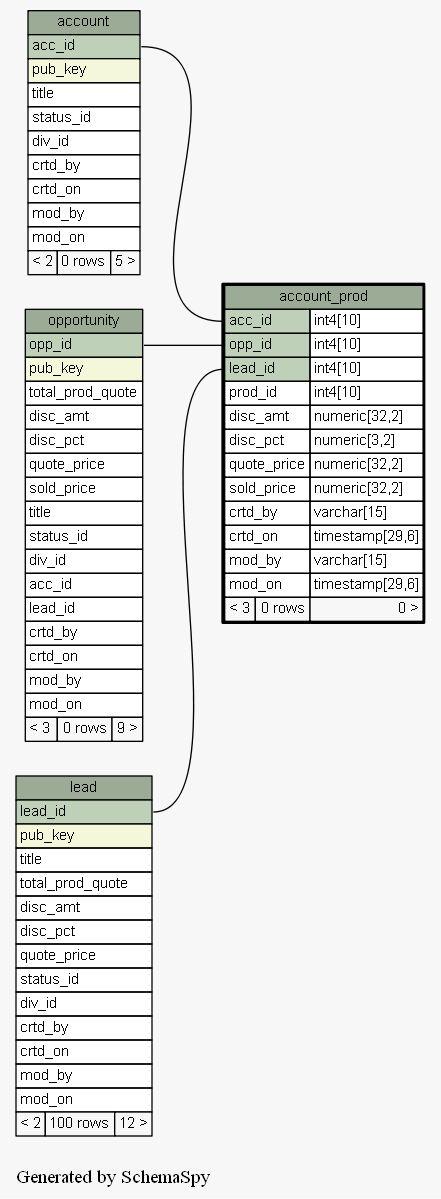 account
acc_id
pub_key
title
status_id
div_id
crtd_by
crtd_on
mod_by
mod_on
< 2 0 rows 5 >
opportunity
opp_id
pub_key
total_prod_quote
disc_amt
disc_pct
quote_price
sold_price
title
status_id
div_id
acc_id
lead_id
crtd_by
crtd_on
mod_by
mod_on
< 3 0 rows 9 >
lead
lead_id
pub_key
title
total_prod_quote
disc_amt
disc_pct
quote_price
status_id
div_id
crtd_by
crtd_on
mod_by
mod_on
< 2 100 rows 12 >
account_prod
acc_id int4[10]
opp_id int4[10]
lead_id int4[10]
prod_id int4[10]
disc_amt numeric[32,2]
disc_pct numeric[3,2]
quote_price numeric[32,2]
sold_price numeric[32,2]
crtd_by varchar[15]
crtd_on timestamp[29,6]
mod_by varchar[15]
mod_on timestamp[29,6]
< 3 0 rows 0 >
Generated by SchemaSpy